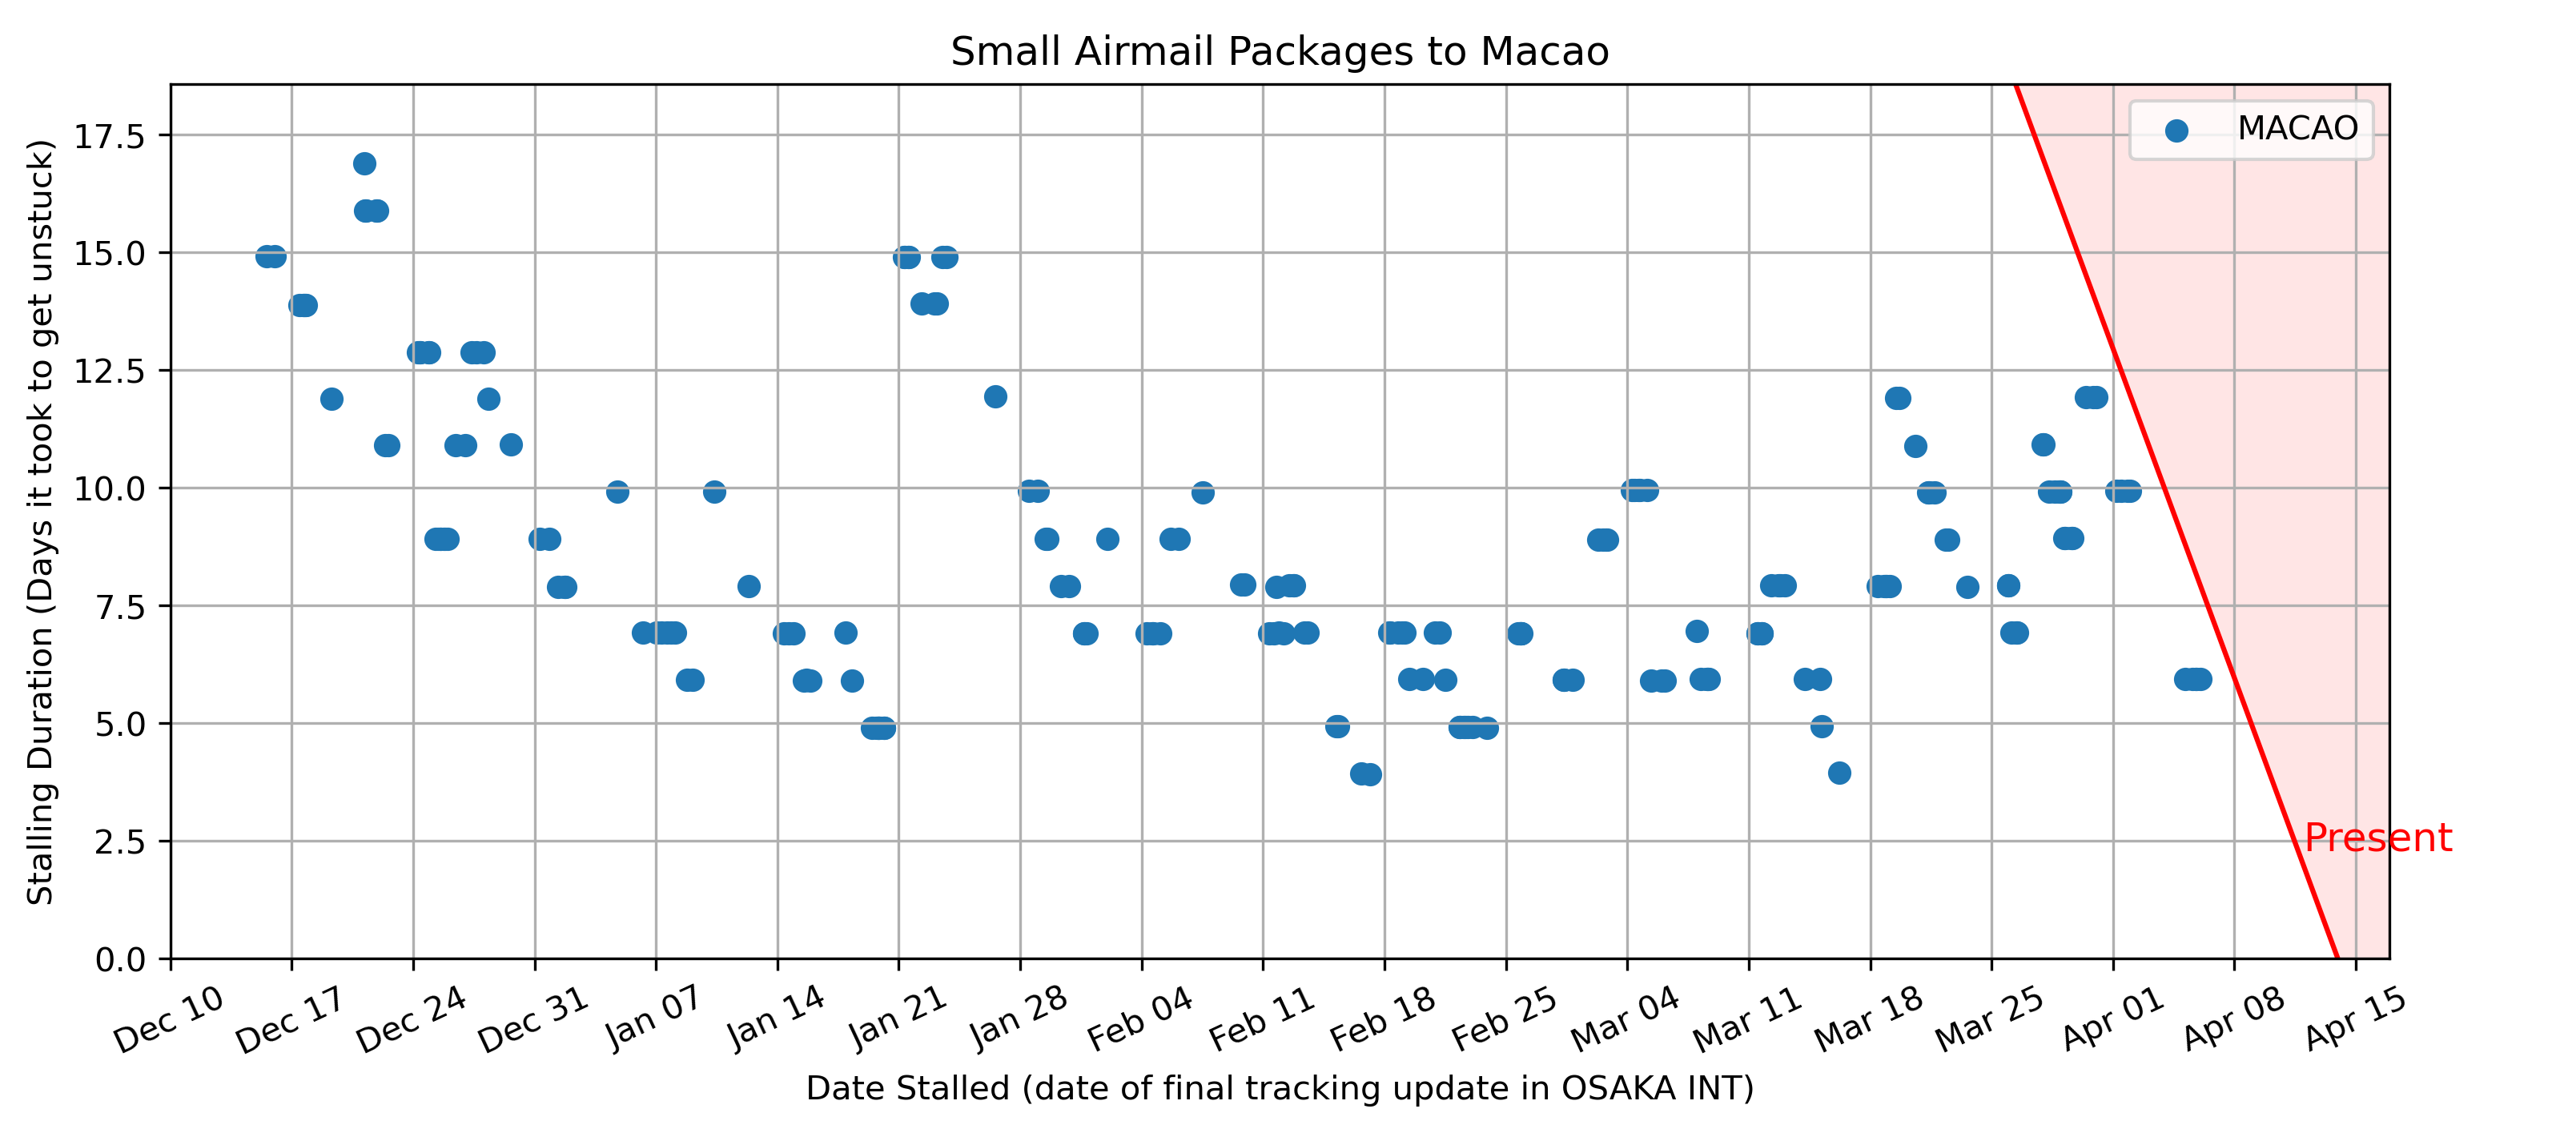 Small Airmail Packages to Macao
MACAO
Stalling Duration (Days it took to get unstuck)
17.5
15.0
12.5
10.0
7.5
5.0
2.5
0.0
Present
Dec 10
Dec 17
Dec 24
Dec 31
Jan 07
Jan 14
Jan 21
Jan 28
Feb 04
Feb 11
Feb 18
Feb 25
Mar 04
Mar 11
Mar 18
Mar 25
Apr 01
Apr 08
Apr 15
Date Stalled (date of final tracking update in OSAKA INT)